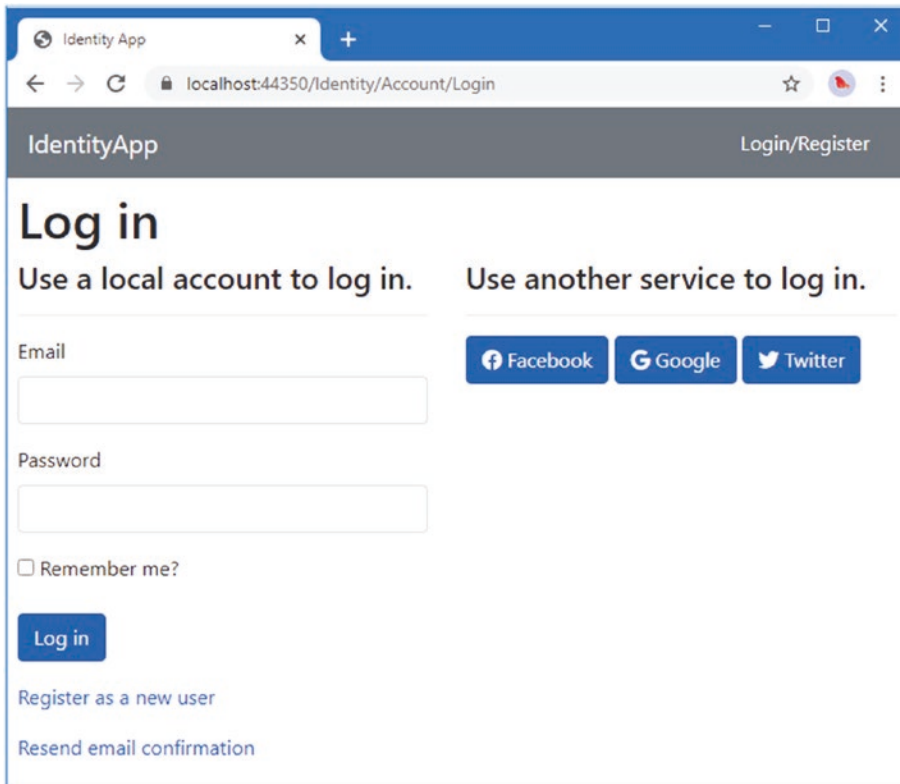 Identity App
localhost:44350/Identity/Account/Login
IdentityApp
Login/Register
Log in
Use a local account to log in.
Email
Password
Remember me?
Log in
Register as a new user
Resend email confirmation
Use another service to log in.
Facebook Google Twitter